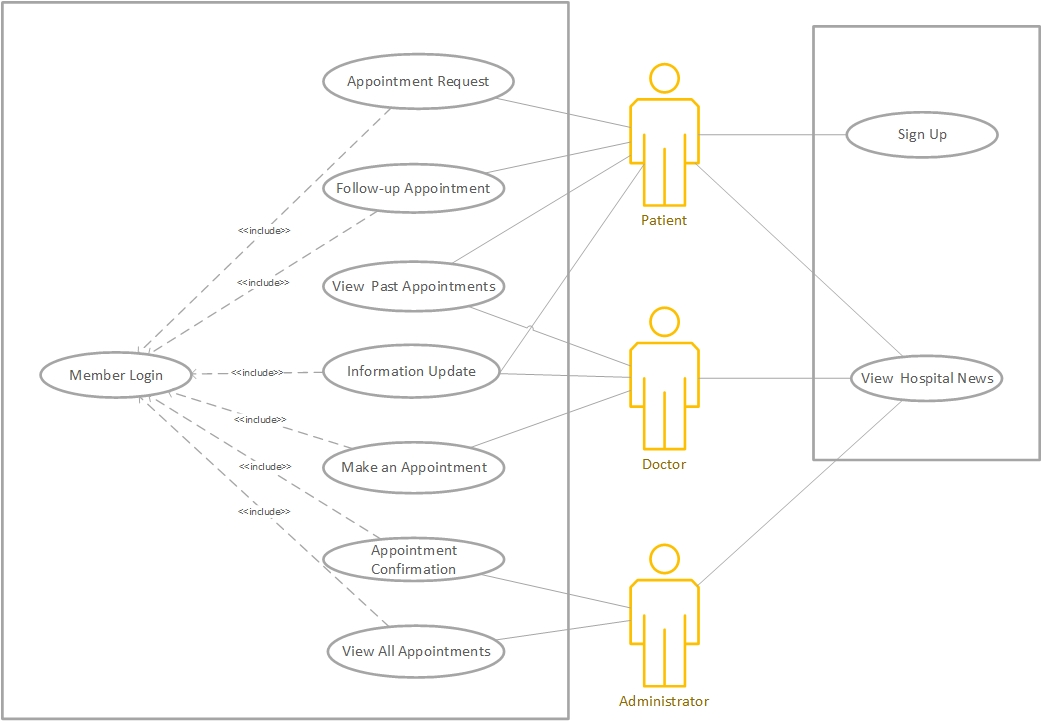 Appointment Request
Sign Up
Follow-up Appointment
Patient
<<include>>
<<include>>
View Past Appointments
Member Login
<<include>>
Information Update
View Hospital News
<<include>>
Make an Appointment
Doctor
<<include>>
<<include>>
Appointment
Confirmation
View All Appointments
Administrator